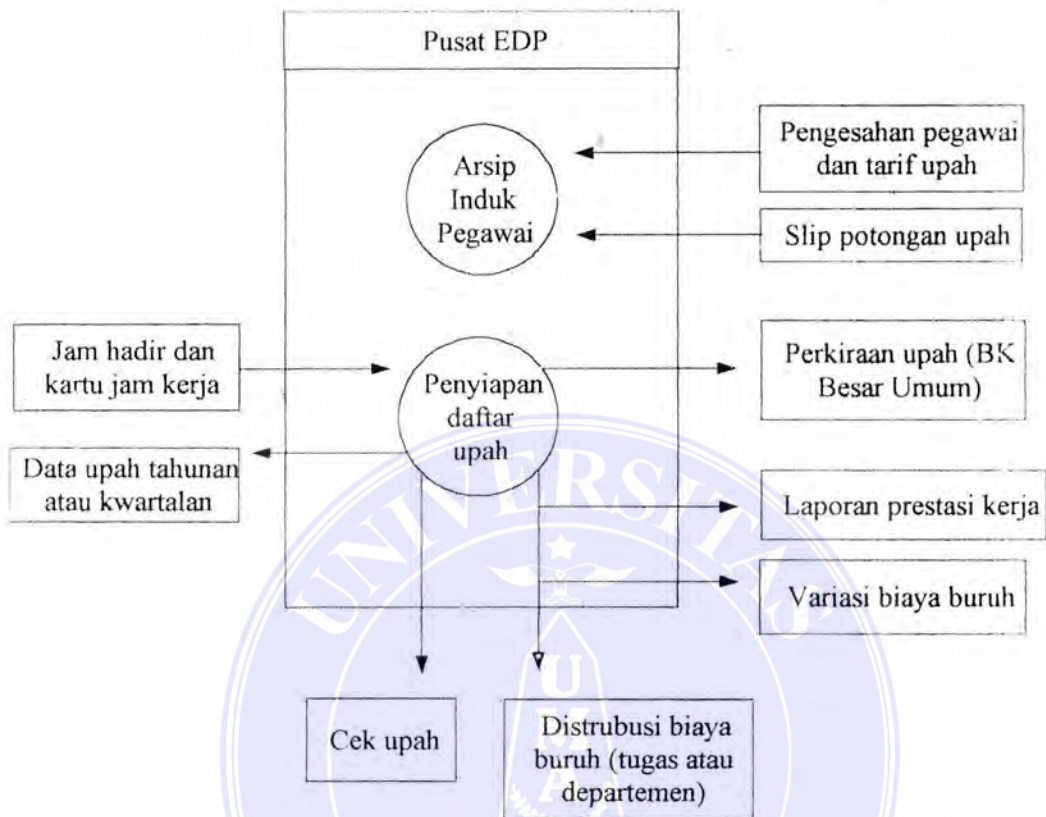 Pusat EDP
Arsip
Induk
Pegawai
Pengesahan pegawai
dan tarif upah
Slip potongan upah
Jam hadir dan
kartu jam kerja
Penyiapan
daftar
upah
Perkiraan upah (BK
Besar Umum)
Data upah tahunan
atau kwartalan
Laporan prestasi kerja
Variasi biaya buruh
Cek upah
Distrubusi biaya
buruh (tugas atau
departemen)
UNIVERSITAS
U
M
A